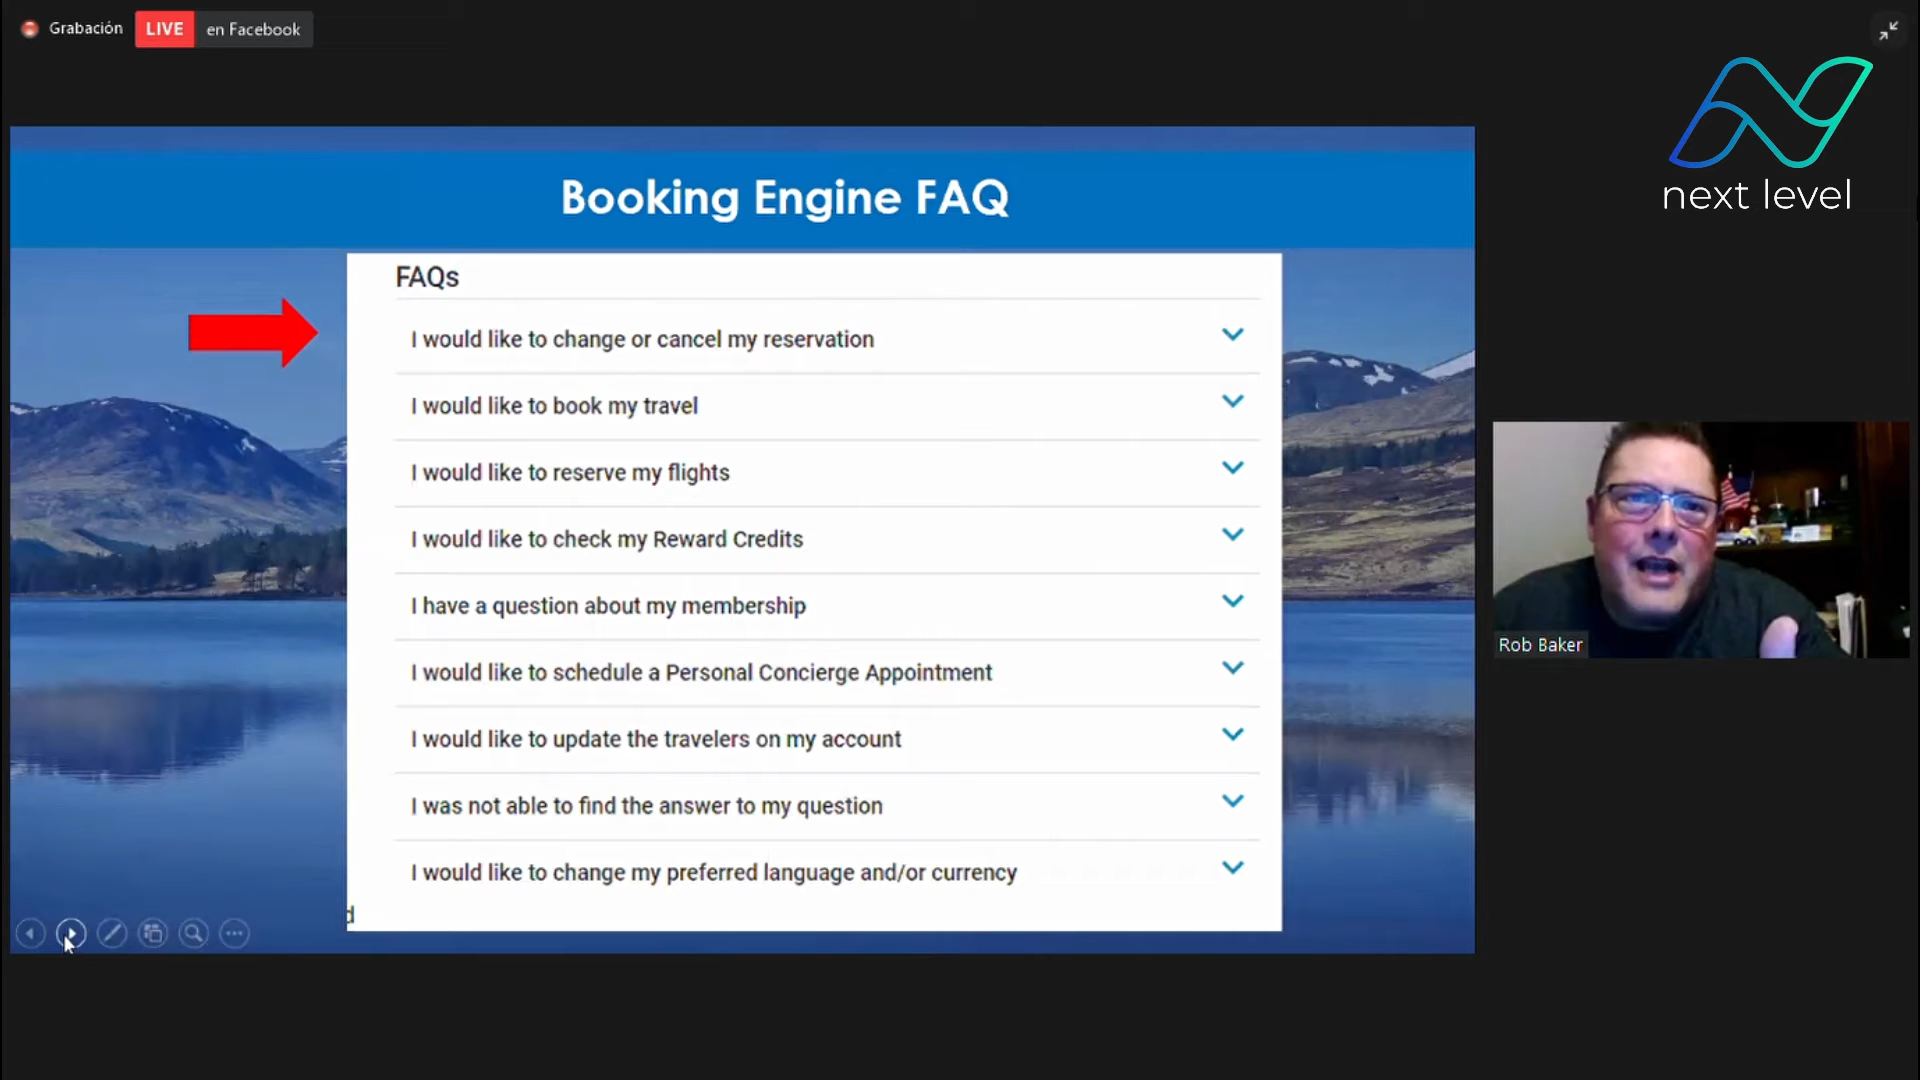 Grabación
LIVE en Facebook
next level
Booking Engine FAQ
FAQs
I would like to change or cancel my reservation
I would like to book my travel
I would like to reserve my flights
I would like to check my Reward Credits
I have a question about my membership
I would like to schedule a Personal Concierge Appointment
I would like to update the travelers on my account
I was not able to find the answer to my question
I would like to change my preferred language and/or currency
d
Rob Baker